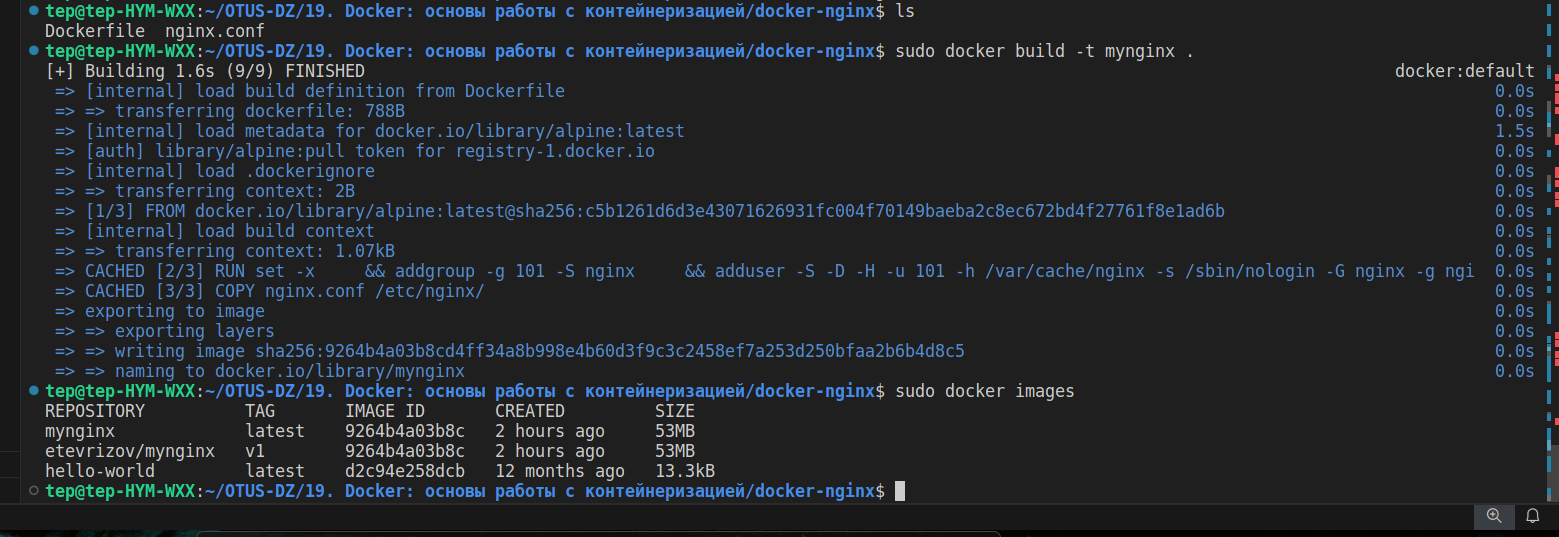 tep@tep-HYM-WXX:~/OTUS-DZ/19. Docker: основы работы с контейнеризацией/docker-nginx$ ls
Dockerfile  nginx.conf
tep@tep-HYM-WXX:~/OTUS-DZ/19. Docker: основы работы с контейнеризацией/docker-nginx$ sudo docker build -t mynginx .
[+] Building 1.6s (9/9) FINISHED docker:default
=> [internal] load build definition from Dockerfile 0.0s
=> => transferring dockerfile: 788B 0.0s
=> [internal] load metadata for docker.io/library/alpine:latest 1.5s
=> [auth] library/alpine:pull token for registry-1.docker.io 0.0s
=> [internal] load .dockerignore 0.0s
=> => transferring context: 2B 0.0s
=> [1/3] FROM docker.io/library/alpine:latest@sha256:c5b1261d6d3e43071626931fc004f70149baeba2c8ec672bd4f27761f8e1ad6b 0.0s
=> [internal] load build context 0.0s
=> => transferring context: 1.07kB 0.0s
=> CACHED [2/3] RUN set -x     && addgroup -g 101 -S nginx     && adduser -S -D -H -u 101 -h /var/cache/nginx -s /sbin/nologin -G nginx -g ngi 0.0s
=> CACHED [3/3] COPY nginx.conf /etc/nginx/ 0.0s
=> exporting to image 0.0s
=> => exporting layers 0.0s
=> => writing image sha256:9264b4a03b8cd4ff34a8b998e4b60d3f9c3c2458ef7a253d250bfaa2b6b4d8c5 0.0s
=> => naming to docker.io/library/mynginx 0.0s
tep@tep-HYM-WXX:~/OTUS-DZ/19. Docker: основы работы с контейнеризацией/docker-nginx$ sudo docker images
REPOSITORY          TAG       IMAGE ID       CREATED         SIZE
mynginx             latest    9264b4a03b8c   2 hours ago     53MB
etevrizov/mynginx   v1        9264b4a03b8c   2 hours ago     53MB
hello-world         latest    d2c94e258dcb   12 months ago   13.3kB
tep@tep-HYM-WXX:~/OTUS-DZ/19. Docker: основы работы с контейнеризацией/docker-nginx$